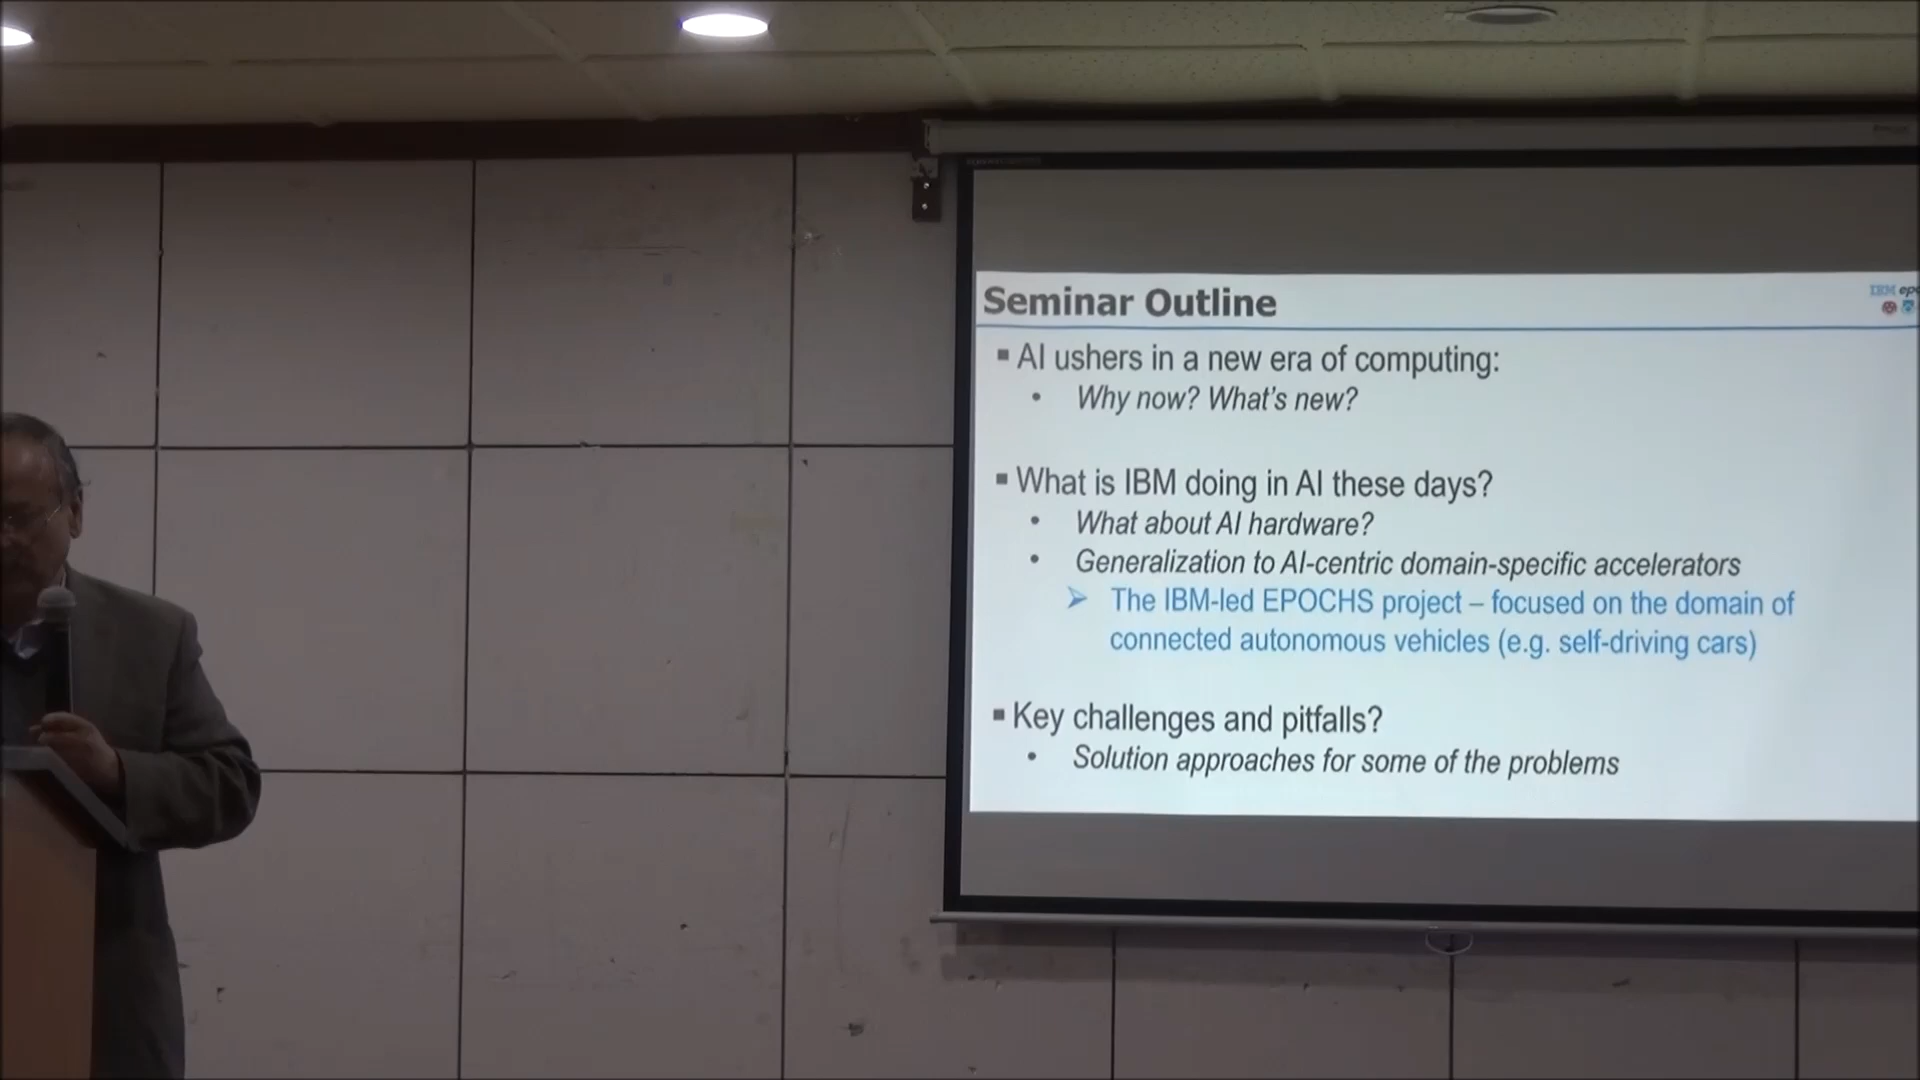 Seminar Outline
IBM epo
▪ AI ushers in a new era of computing:
• Why now? What's new?
▪ What is IBM doing in AI these days?
• What about AI hardware?
• Generalization to AI-centric domain-specific accelerators
➢ The IBM-led EPOCHS project – focused on the domain of
connected autonomous vehicles (e.g. self-driving cars)
▪ Key challenges and pitfalls?
• Solution approaches for some of the problems